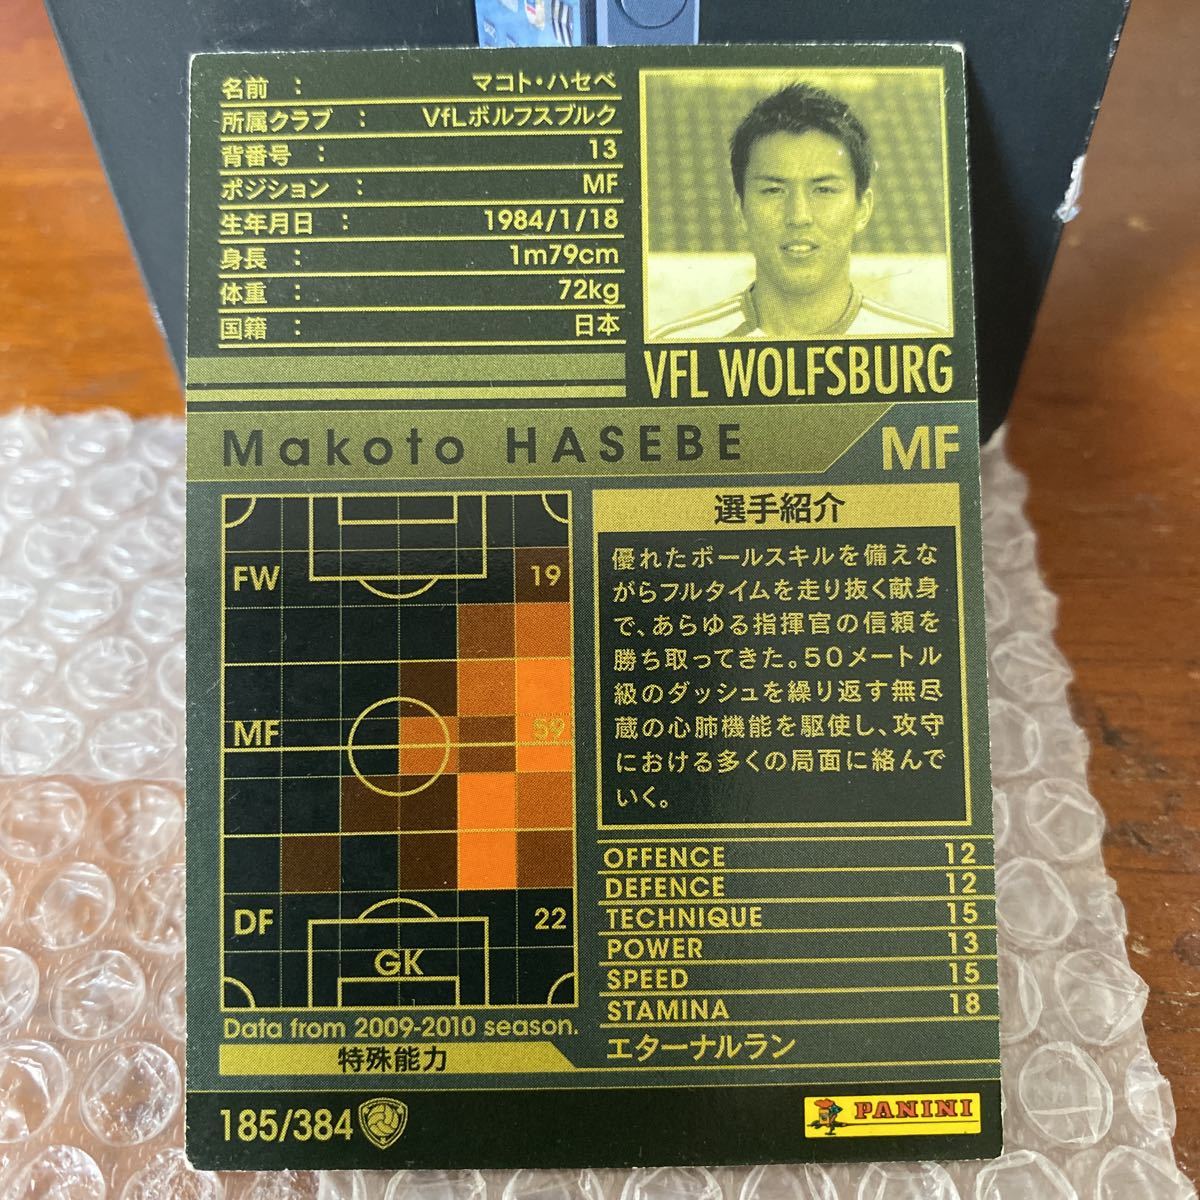 名前 : マコト・ハセベ
所属クラブ : VfLボルフスブルク
背番号 : 13
ポジション : MF
生年月日 : 1984/1/18
身長 : 1m79cm
体重 : 72kg
国籍 : 日本
VFL WOLFSBURG
Makoto HASEBE MF
FW 19
MF 59
DF 22
GK
Data from 2009-2010 season.
特殊能力
選手紹介
優れたボールスキルを備えな
がらフルタイムを走り抜く献身
で、あらゆる指揮官の信頼を
勝ち取ってきた。50メートル
級のダッシュを繰り返す無尽
蔵の心肺機能を駆使し、攻守
における多くの局面に絡んで
いく。
OFFENCE 12
DEFENCE 12
TECHNIQUE 15
POWER 13
SPEED 15
STAMINA 18
エターナルラン
185/384
PANINI